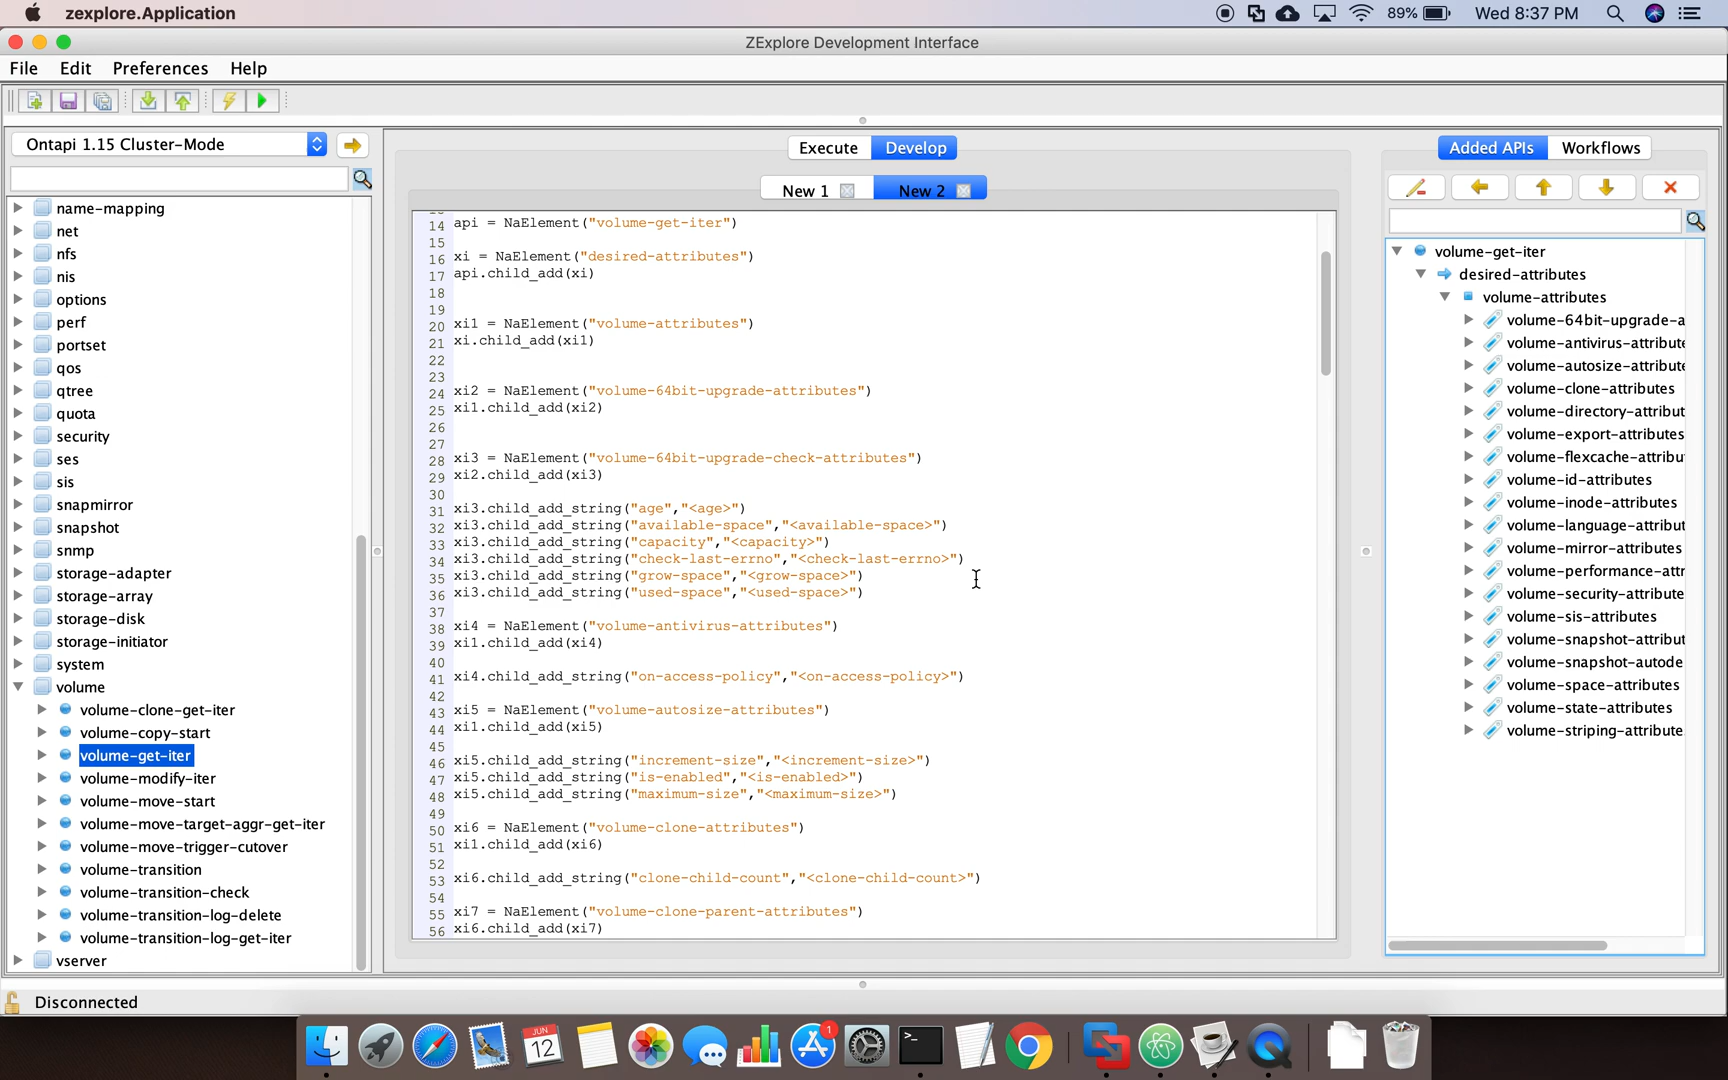 zexplore.Application
89%
Wed 8:37 PM
ZExplore Development Interface
File Edit Preferences Help
Ontapi 1.15 Cluster-Mode
name-mapping
net
nfs
nis
options
perf
portset
qos
qtree
quota
security
ses
sis
snapmirror
snapshot
snmp
storage-adapter
storage-array
storage-disk
storage-initiator
system
volume
volume-clone-get-iter
volume-copy-start
volume-get-iter
volume-modify-iter
volume-move-start
volume-move-target-aggr-get-iter
volume-move-trigger-cutover
volume-transition
volume-transition-check
volume-transition-log-delete
volume-transition-log-get-iter
vserver
Disconnected
Execute Develop
New 1 New 2
14 api = NaElement("volume-get-iter")
15
16 xi = NaElement("desired-attributes")
17 api.child_add(xi)
18
19
20 xi1 = NaElement("volume-attributes")
21 xi.child_add(xi1)
22
23
24 xi2 = NaElement("volume-64bit-upgrade-attributes")
25 xi1.child_add(xi2)
26
27
28 xi3 = NaElement("volume-64bit-upgrade-check-attributes")
29 xi2.child_add(xi3)
30
31 xi3.child_add_string("age","<age>")
32 xi3.child_add_string("available-space","<available-space>")
33 xi3.child_add_string("capacity","<capacity>")
34 xi3.child_add_string("check-last-errno","<check-last-errno>")
35 xi3.child_add_string("grow-space","<grow-space>")
36 xi3.child_add_string("used-space","<used-space>")
37
38 xi4 = NaElement("volume-antivirus-attributes")
39 xi1.child_add(xi4)
40
41 xi4.child_add_string("on-access-policy","<on-access-policy>")
42
43 xi5 = NaElement("volume-autosize-attributes")
44 xi1.child_add(xi5)
45
46 xi5.child_add_string("increment-size","<increment-size>")
47 xi5.child_add_string("is-enabled","<is-enabled>")
48 xi5.child_add_string("maximum-size","<maximum-size>")
49
50 xi6 = NaElement("volume-clone-attributes")
51 xi1.child_add(xi6)
52
53 xi6.child_add_string("clone-child-count","<clone-child-count>")
54
55 xi7 = NaElement("volume-clone-parent-attributes")
56 xi6.child_add(xi7)
Added APIs Workflows
volume-get-iter
desired-attributes
volume-attributes
volume-64bit-upgrade-a
volume-antivirus-attribute
volume-autosize-attribute
volume-clone-attributes
volume-directory-attribut
volume-export-attributes
volume-flexcache-attribu
volume-id-attributes
volume-inode-attributes
volume-language-attribut
volume-mirror-attributes
volume-performance-attr
volume-security-attribute
volume-sis-attributes
volume-snapshot-attribut
volume-snapshot-autode
volume-space-attributes
volume-state-attributes
volume-striping-attribute
JUN
12
1